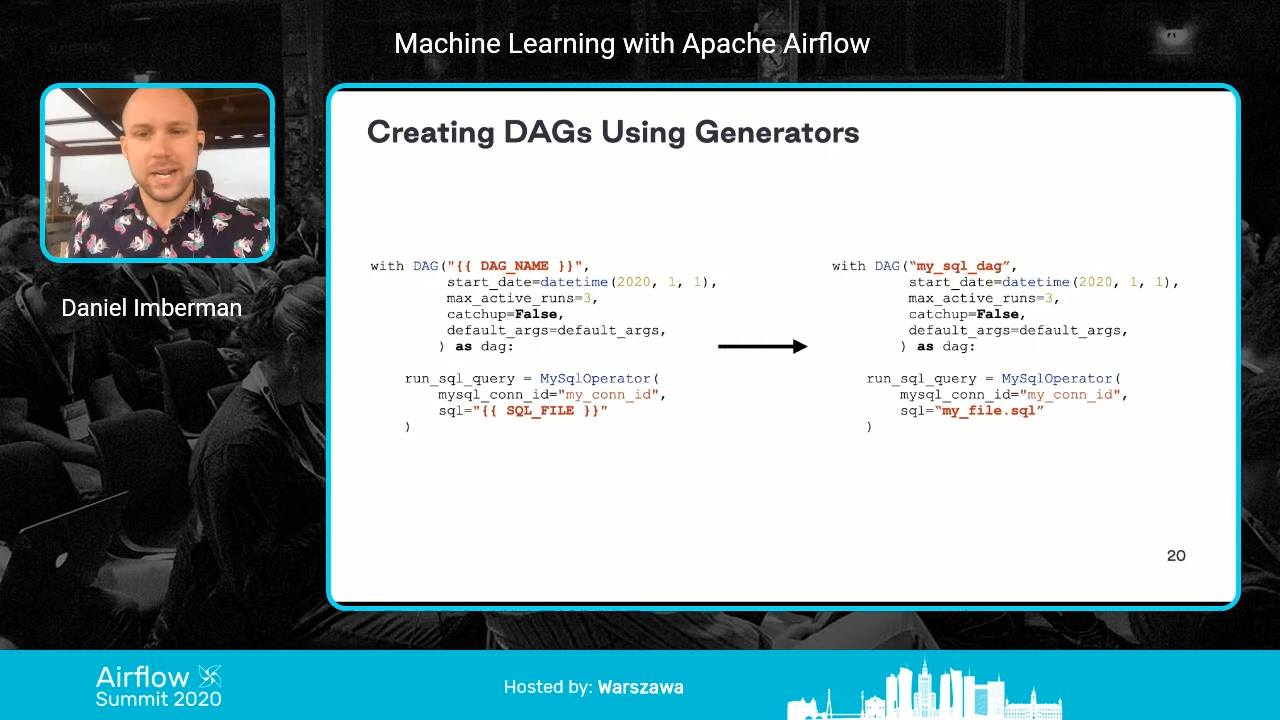 Machine Learning with Apache Airflow
Daniel Imberman
Creating DAGs Using Generators
with DAG("{{ DAG_NAME }}",
start_date=datetime(2020, 1, 1),
max_active_runs=3,
catchup=False,
default_args=default_args,
) as dag:
run_sql_query = MySqlOperator(
mysql_conn_id="my_conn_id",
sql="{{ SQL_FILE }}"
)
with DAG(“my_sql_dag”,
start_date=datetime(2020, 1, 1),
max_active_runs=3,
catchup=False,
default_args=default_args,
) as dag:
run_sql_query = MySqlOperator(
mysql_conn_id="my_conn_id",
sql=“my_file.sql”
)
20
Airflow
Summit 2020
Hosted by: Warszawa